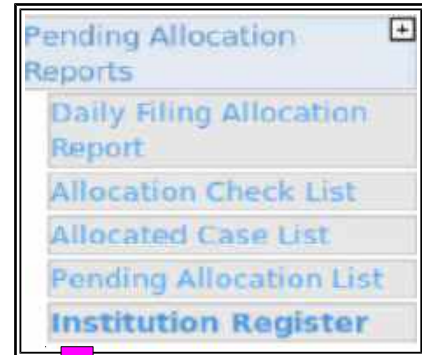 Pending Allocation
Reports
Daily Filing Allocation
Report
Allocation Check List
Allocated Case List
Pending Allocation List
Institution Register